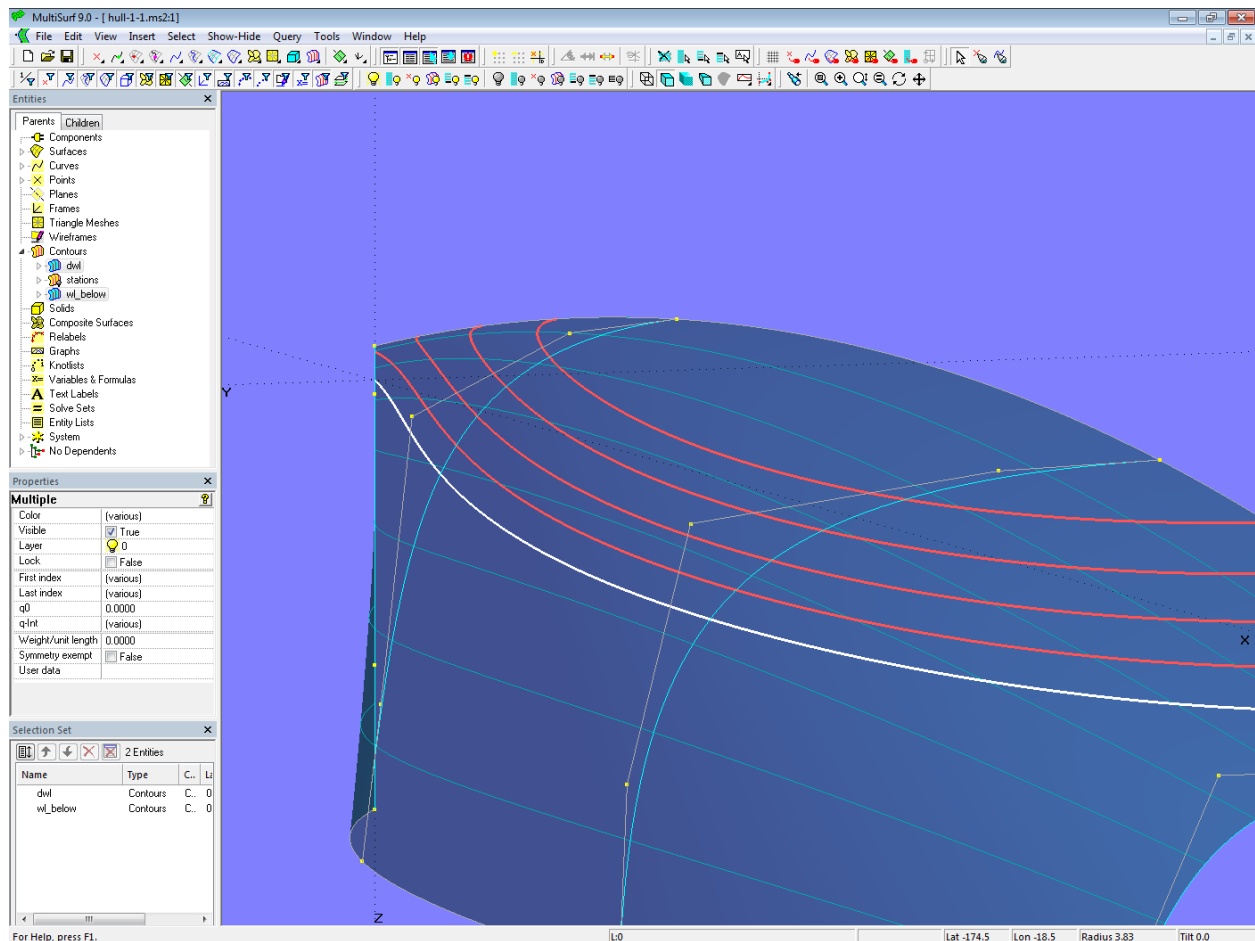 MultiSurf 9.0 - [ hull-1-1.ms2:1]
File Edit View Insert Select Show-Hide Query Tools Window Help
Entities
Parents Children
Components
Surfaces
Curves
Points
Planes
Frames
Triangle Meshes
Wireframes
Contours
dwl
stations
wl_below
Solids
Composite Surfaces
Relabels
Graphs
Knotlists
Variables & Formulas
Text Labels
Solve Sets
Entity Lists
System
No Dependents
Properties
Multiple
Color (various)
Visible True
Layer 0
Lock False
First index (various)
Last index (various)
q0 0.0000
q-Int (various)
Weight/unit length 0.0000
Symmetry exempt False
User data
Selection Set
2 Entities
Name Type C.. La
dwl Contours C.. 0
wl_below Contours C.. 0
Y
X
Z
For Help, press F1. L:0 Lat -174.5 Lon -18.5 Radius 3.83 Tilt 0.0